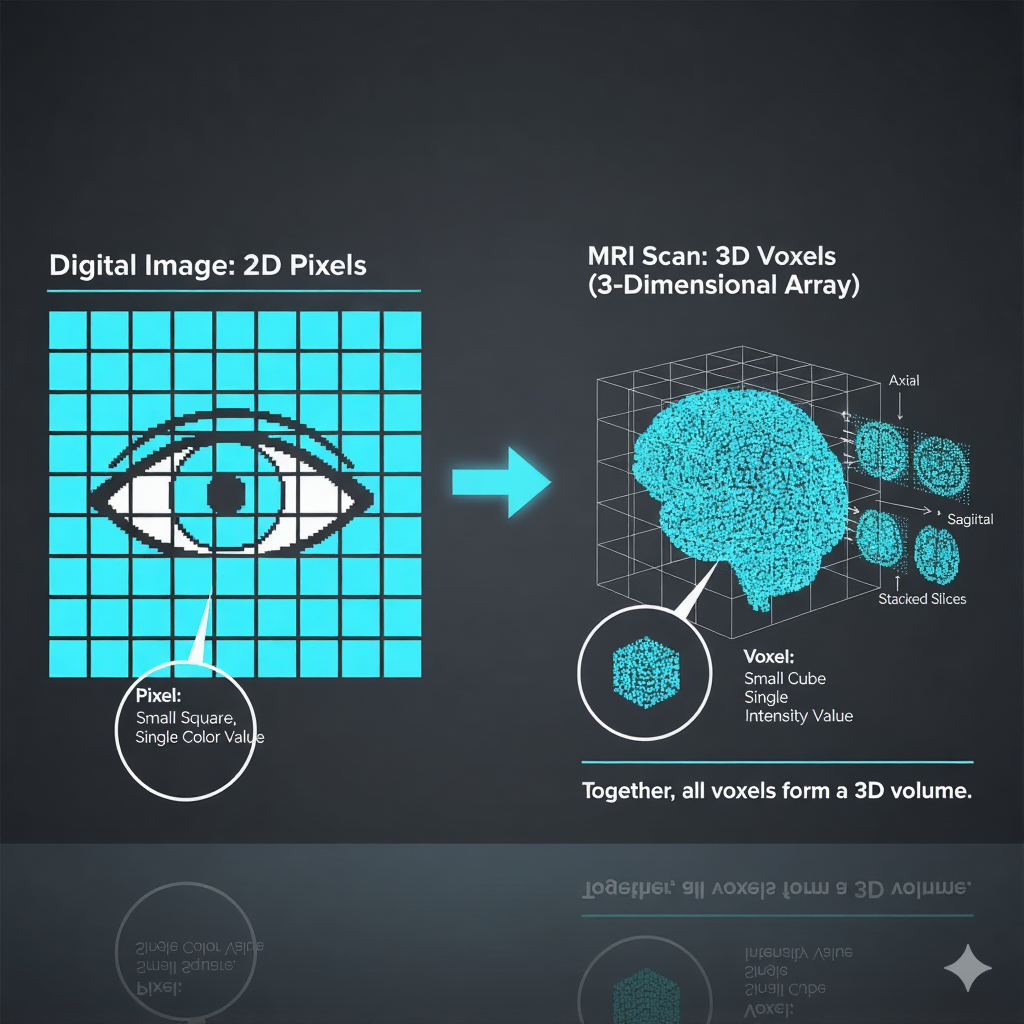 Digital Image: 2D Pixels
Pixel:
Small Square,
Single Color Value
MRI Scan: 3D Voxels
(3-Dimensional Array)
Axial
Sagiital
Stacked Slices
Voxel:
Small Cube
Single
Intensity Value
Together, all voxels form a 3D volume.